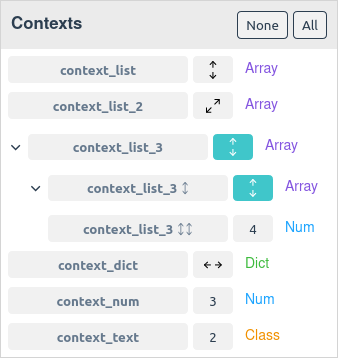 Contexts None All
context_list ↕ Array
context_list_2 ⤢ Array
context_list_3 ↕ Array
context_list_3 ↕ ↕ Array
context_list_3 ↕↕ 4 Num
context_dict ↔ Dict
context_num 3 Num
context_text 2 Class